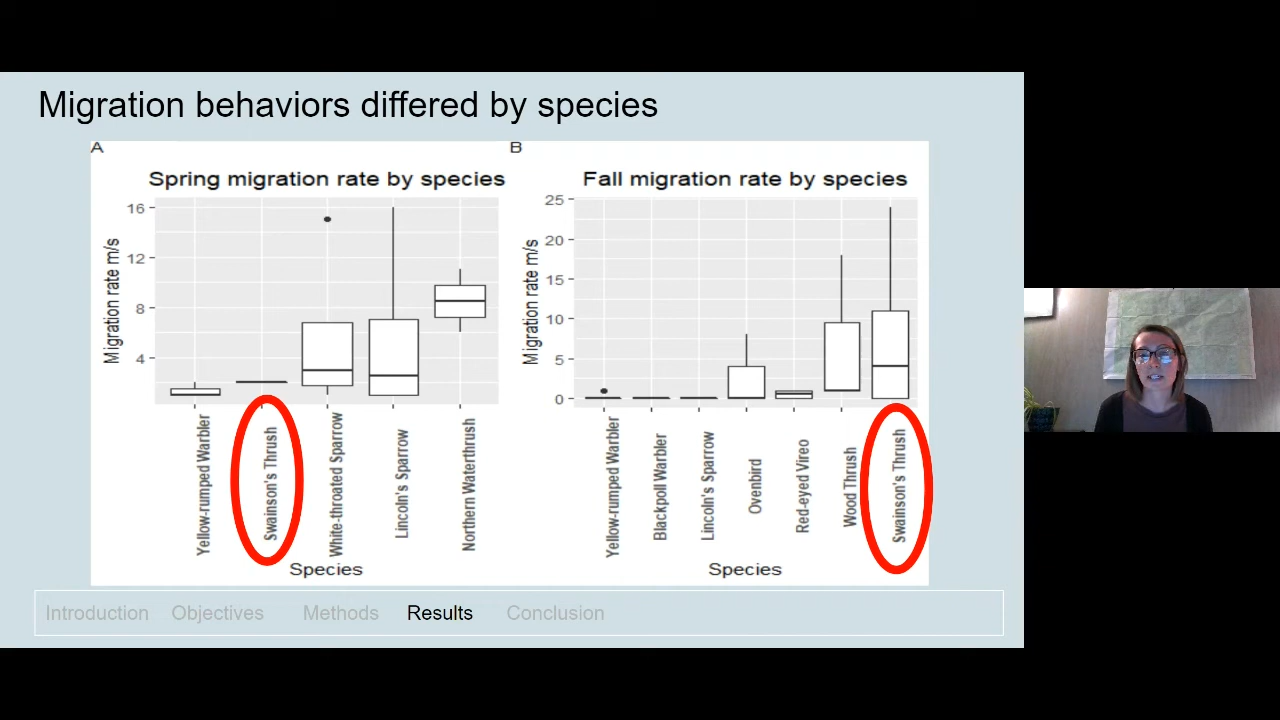 Migration behaviors differed by species
A
Spring migration rate by species
Migration rate m/s
16
12
8
4
Yellow-rumped Warbler
Swainson's Thrush
White-throated Sparrow
Lincoln's Sparrow
Northern Waterthrush
Species
B
Fall migration rate by species
Migration rate m/s
25
20
15
10
5
0
Yellow-rumped Warbler
Blackpoll Warbler
Lincoln's Sparrow
Ovenbird
Red-eyed Vireo
Wood Thrush
Swainson's Thrush
Species
Introduction Objectives Methods Results Conclusion